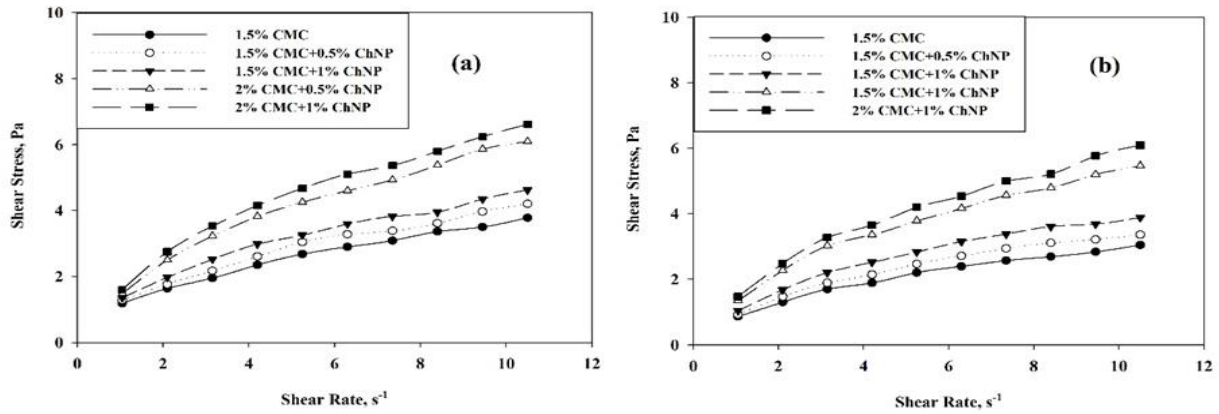 10
8
6
4
2
0
Shear Stress, Pa
1.5% CMC
1.5% CMC+0.5% ChNP
1.5% CMC+1% ChNP
2% CMC+0.5% ChNP
2% CMC+1% ChNP
(a)
0 2 4 6 8 10 12
Shear Rate, s⁻¹
10
8
6
4
2
0
Shear Stress, Pa
1.5% CMC
1.5% CMC+0.5% ChNP
1.5% CMC+1% ChNP
1.5% CMC+1% ChNP
2% CMC+1% ChNP
(b)
0 2 4 6 8 10 12
Shear Rate, s⁻¹